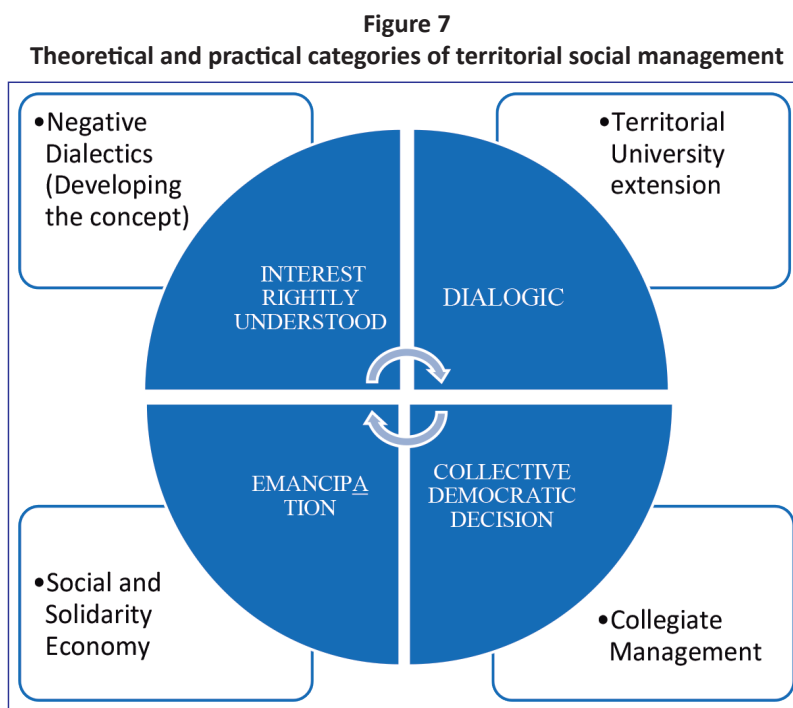 Figure 7
Theoretical and practical categories of territorial social management
•Negative
Dialectics
(Developing
the concept)
•Territorial
University
extension
INTEREST
RIGHTLY
UNDERSTOOD
DIALOGIC
EMANCIPA
TION
COLLECTIVE
DEMOCRATIC
DECISION
•Social and
Solidarity
Economy
•Collegiate
Management